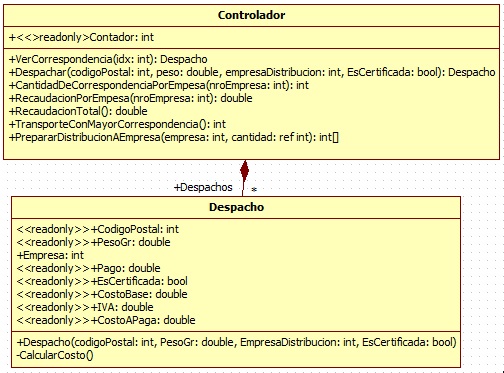 Controlador
+<<>readonly>Contador: int
+VerCorrespondencia(idx: int): Despacho
+Despachar(codigoPostal: int, peso: double, empresaDistribucion: int, EsCertificada: bool): Despacho
+CantidadDeCorrespondenciaPorEmpesa(nroEmpresa: int): int
+RecaudacionPorEmpesa(nroEmpresa: int): double
+RecaudacionTotal(): double
+TransporteConMayorCorrespondencia(): int
+PrepararDistribucionAEmpresa(empresa: int, cantidad: ref int): int[]
+Despachos
*
Despacho
<<readonly>>+CodigoPostal: int
<<readonly>>+PesoGr: double
+Empresa: int
<<readonly>>+Pago: double
<<readonly>>+EsCertificada: bool
<<readonly>>+CostoBase: double
<<readonly>>+IVA: double
<<readonly>>+CostoAPaga: double
+Despacho(codigoPostal: int, PesoGr: double, EmpresaDistribucion: int, EsCertificada: bool)
-CalcularCosto()